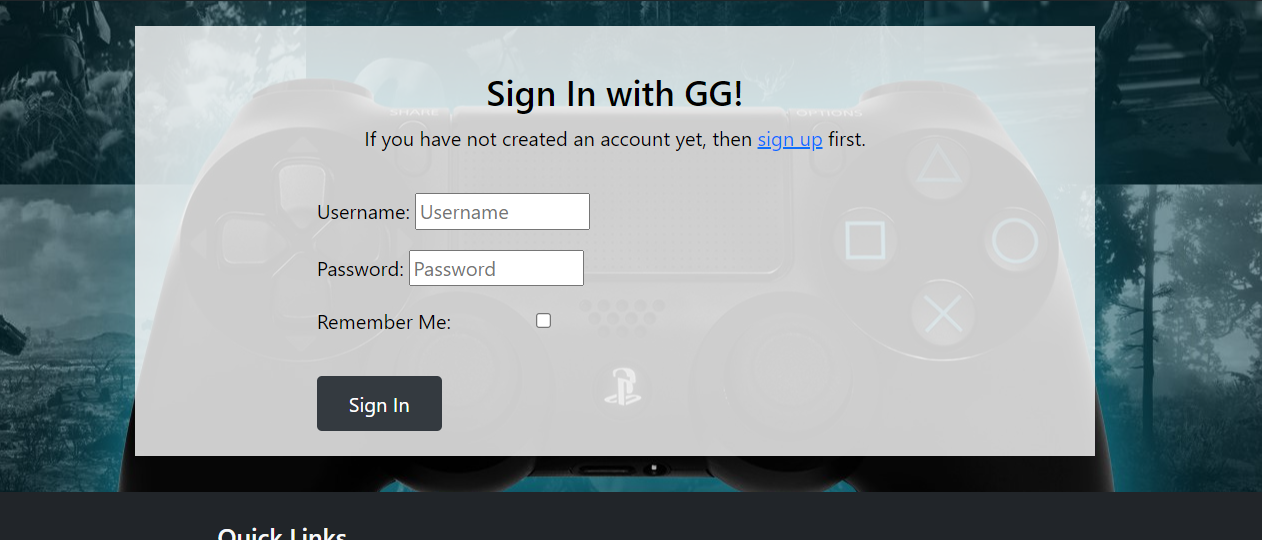 Sign In with GG!
SHARE
OPTIONS
If you have not created an account yet, then sign up first.
Username: Username
Password: Password
Remember Me:
Sign In
Quick Links